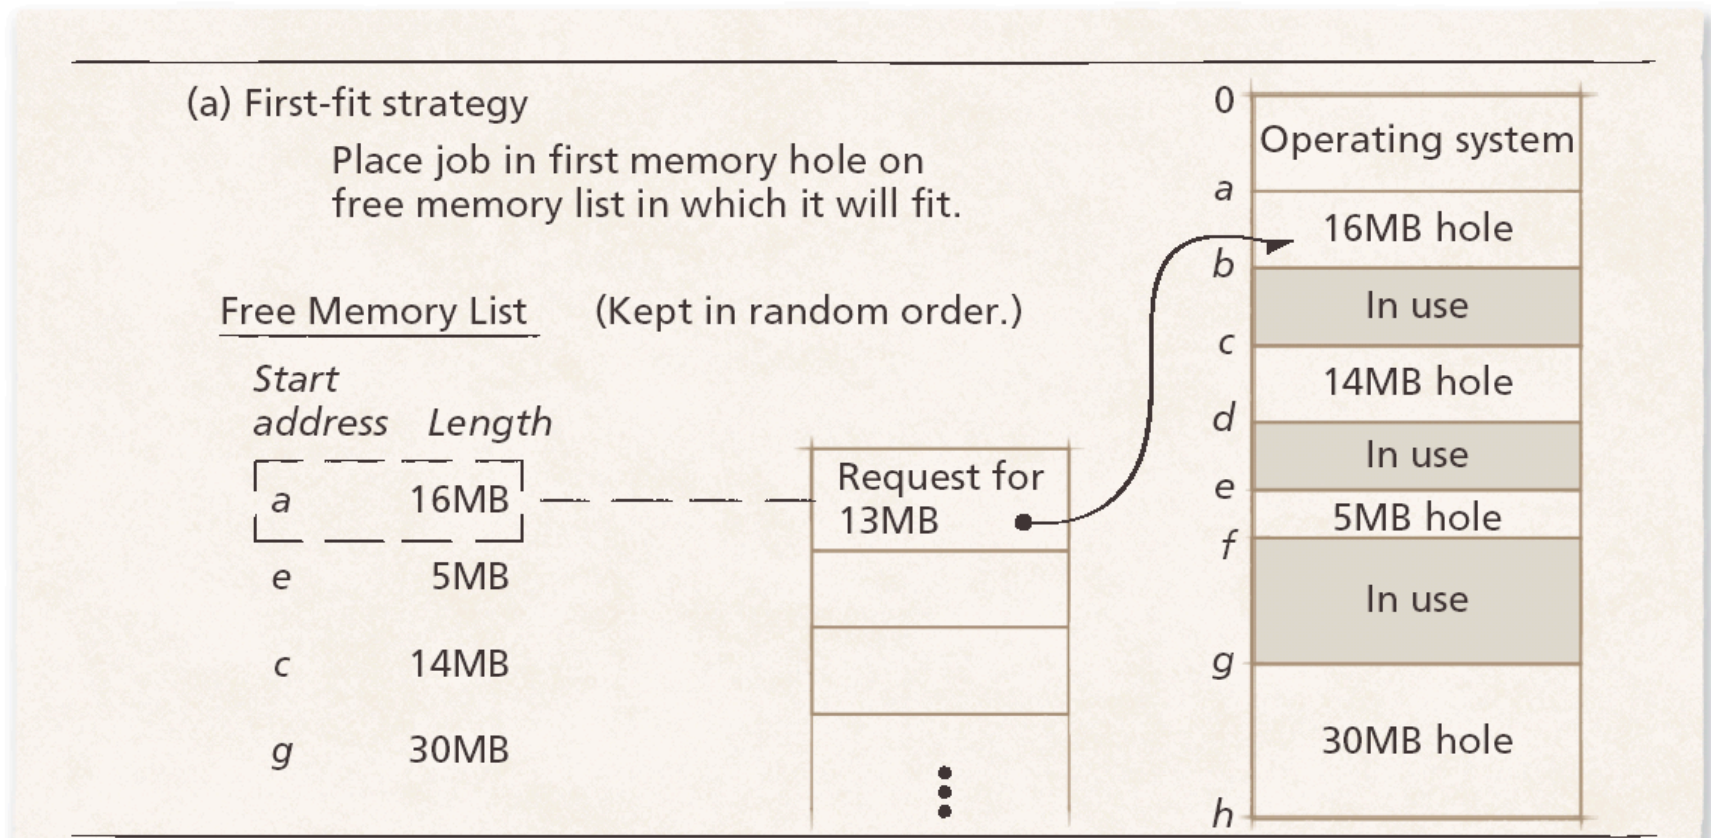 (a) First-fit strategy
Place job in first memory hole on
free memory list in which it will fit.
Free Memory List (Kept in random order.)
Start
address Length
a 16MB
e 5MB
c 14MB
g 30MB
Request for
13MB
0
Operating system
a
16MB hole
b
In use
c
14MB hole
d
In use
e
5MB hole
f
In use
g
30MB hole
h